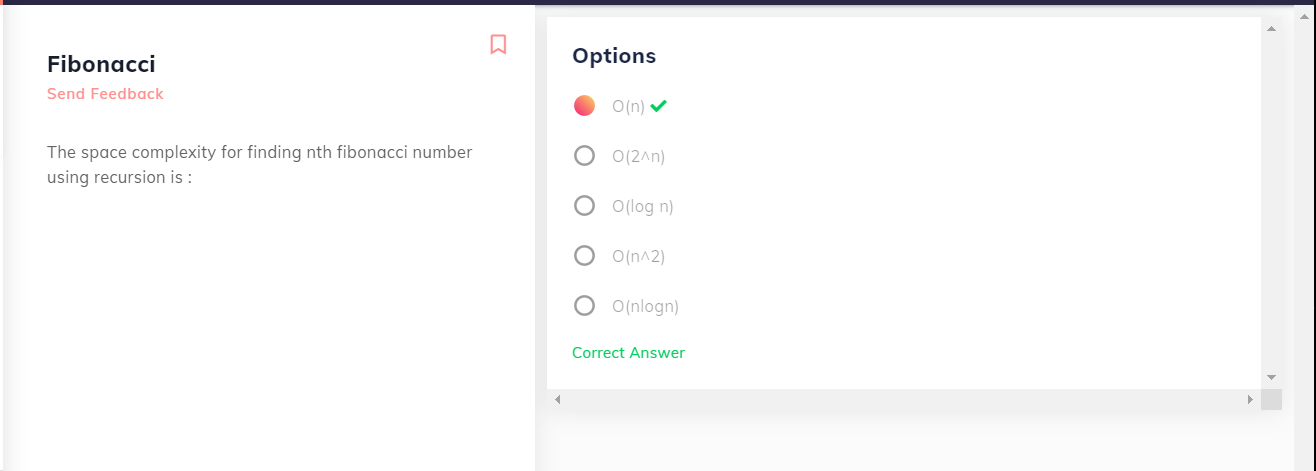 Fibonacci
Send Feedback
The space complexity for finding nth fibonacci number
using recursion is :
Options
O(n)
O(2^n)
O(log n)
O(n^2)
O(nlogn)
Correct Answer